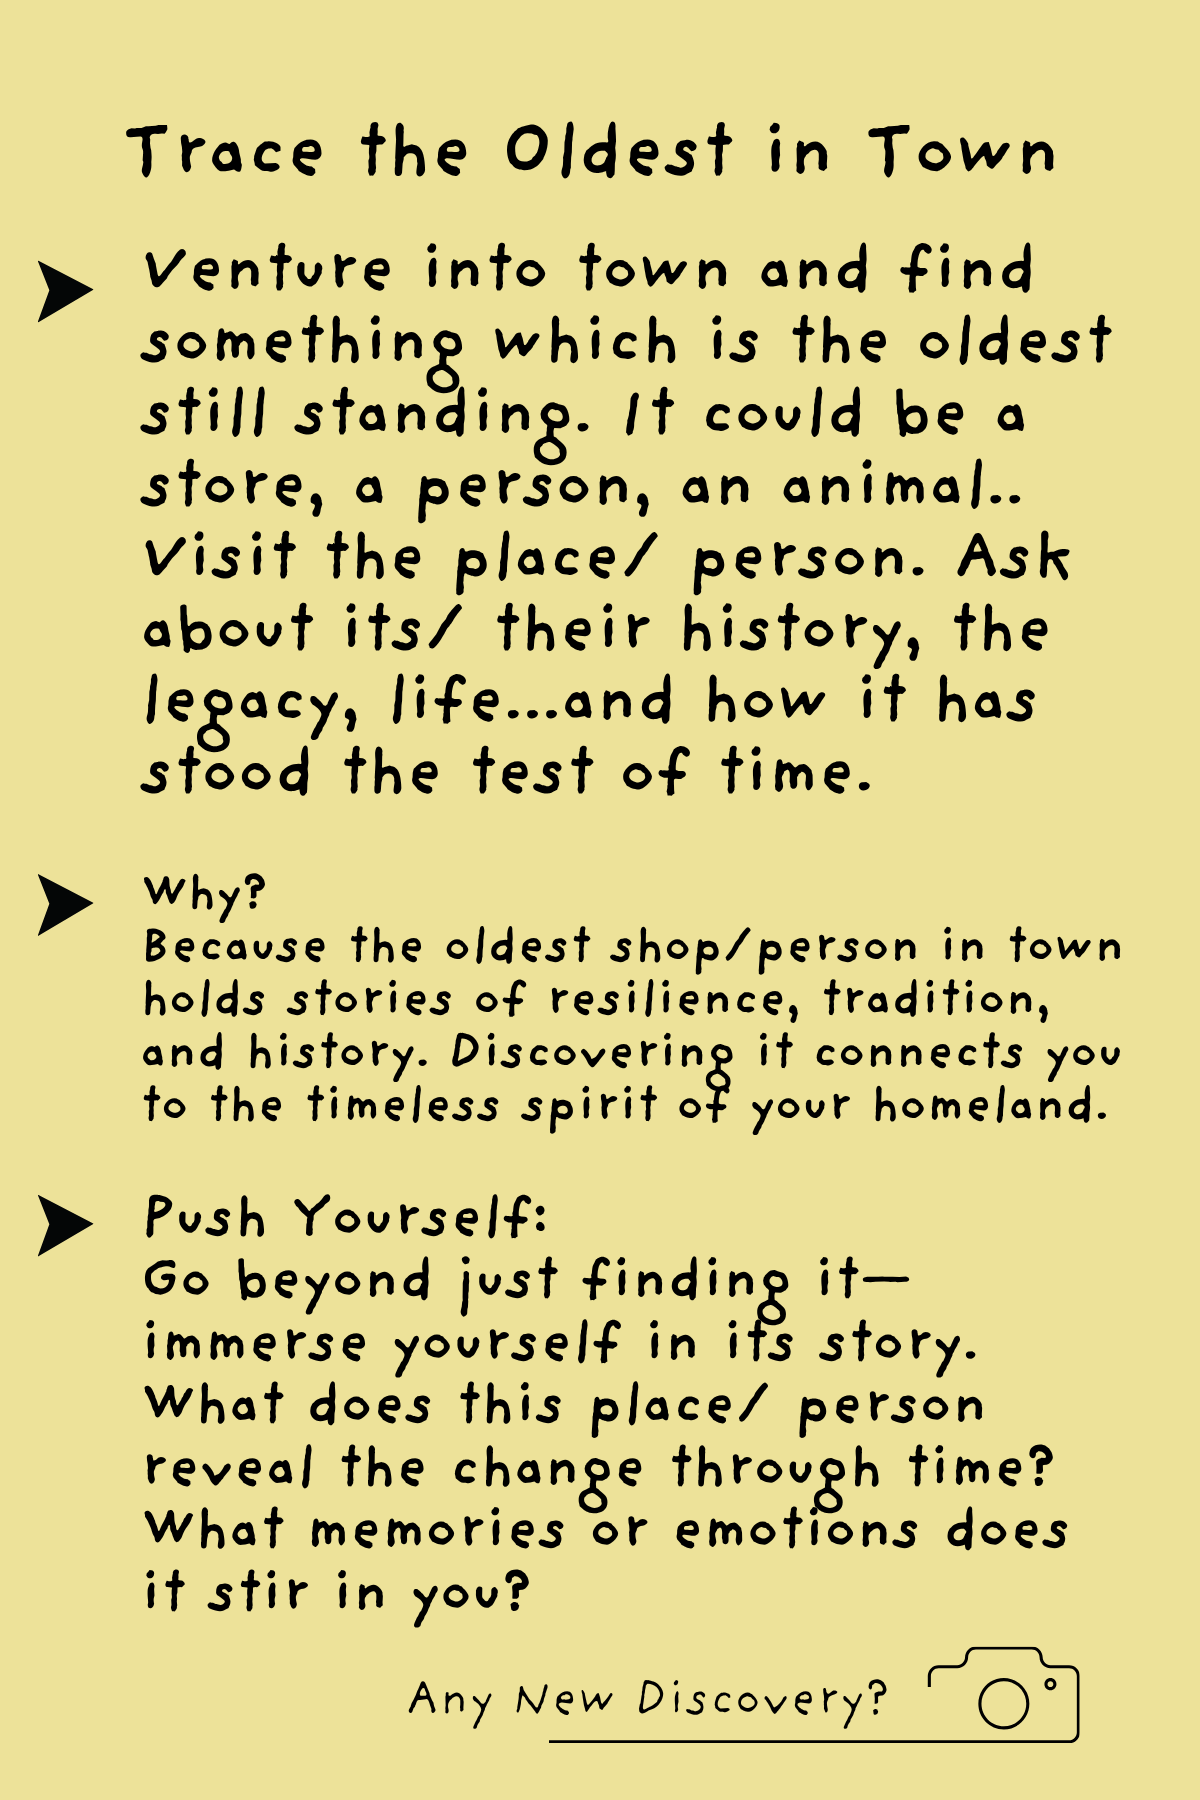 Trace the Oldest in Town
Venture into town and find
something which is the oldest
still standing. It could be a
store, a person, an animal..
Visit the place/ person. Ask
about its/ their history, the
legacy, life...and how it has
stood the test of time.
Why?
Because the oldest shop/person in town
holds stories of resilience, tradition,
and history. Discovering it connects you
to the timeless spirit of your homeland.
Push Yourself:
Go beyond just finding it—
immerse yourself in its story.
What does this place/ person
reveal the change through time?
What memories or emotions does
it stir in you?
Any New Discovery?